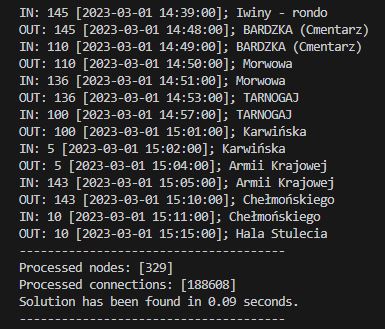 IN: 145 [2023-03-01 14:39:00]; Iwiny - rondo
OUT: 145 [2023-03-01 14:48:00]; BARDZKA (Cmentarz)
IN: 110 [2023-03-01 14:49:00]; BARDZKA (Cmentarz)
OUT: 110 [2023-03-01 14:50:00]; Morwowa
IN: 136 [2023-03-01 14:51:00]; Morwowa
OUT: 136 [2023-03-01 14:53:00]; TARNOGAJ
IN: 100 [2023-03-01 14:57:00]; TARNOGAJ
OUT: 100 [2023-03-01 15:01:00]; Karwińska
IN: 5 [2023-03-01 15:02:00]; Karwińska
OUT: 5 [2023-03-01 15:04:00]; Armii Krajowej
IN: 143 [2023-03-01 15:05:00]; Armii Krajowej
OUT: 143 [2023-03-01 15:10:00]; Chełmońskiego
IN: 10 [2023-03-01 15:11:00]; Chełmońskiego
OUT: 10 [2023-03-01 15:15:00]; Hala Stulecia
---------------------------------------
Processed nodes: [329]
Processed connections: [188608]
Solution has been found in 0.09 seconds.
---------------------------------------